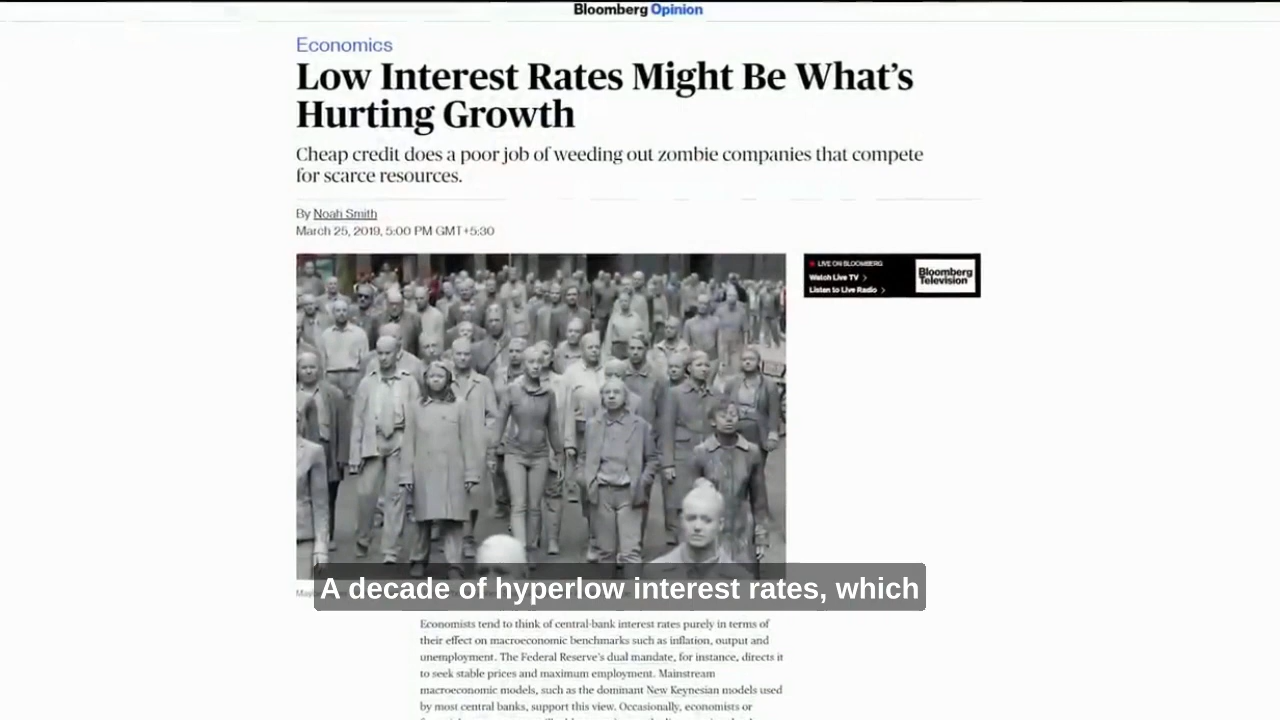 Bloomberg Opinion
Economics
Low Interest Rates Might Be What's
Hurting Growth
Cheap credit does a poor job of weeding out zombie companies that compete
for scarce resources.
By Noah Smith
March 25, 2019, 5:00 PM GMT+5:30
LIVE ON BLOOMBERG
Watch Live TV >
Listen to Live Radio >
Bloomberg
Television
A decade of hyperlow interest rates, which
Economists tend to think of central-bank interest rates purely in terms of
their effect on macroeconomic benchmarks such as inflation, output and
unemployment. The Federal Reserve's dual mandate, for instance, directs it
to seek stable prices and maximum employment. Mainstream
macroeconomic models, such as the dominant New Keynesian models used
by most central banks, support this view. Occasionally, economists or